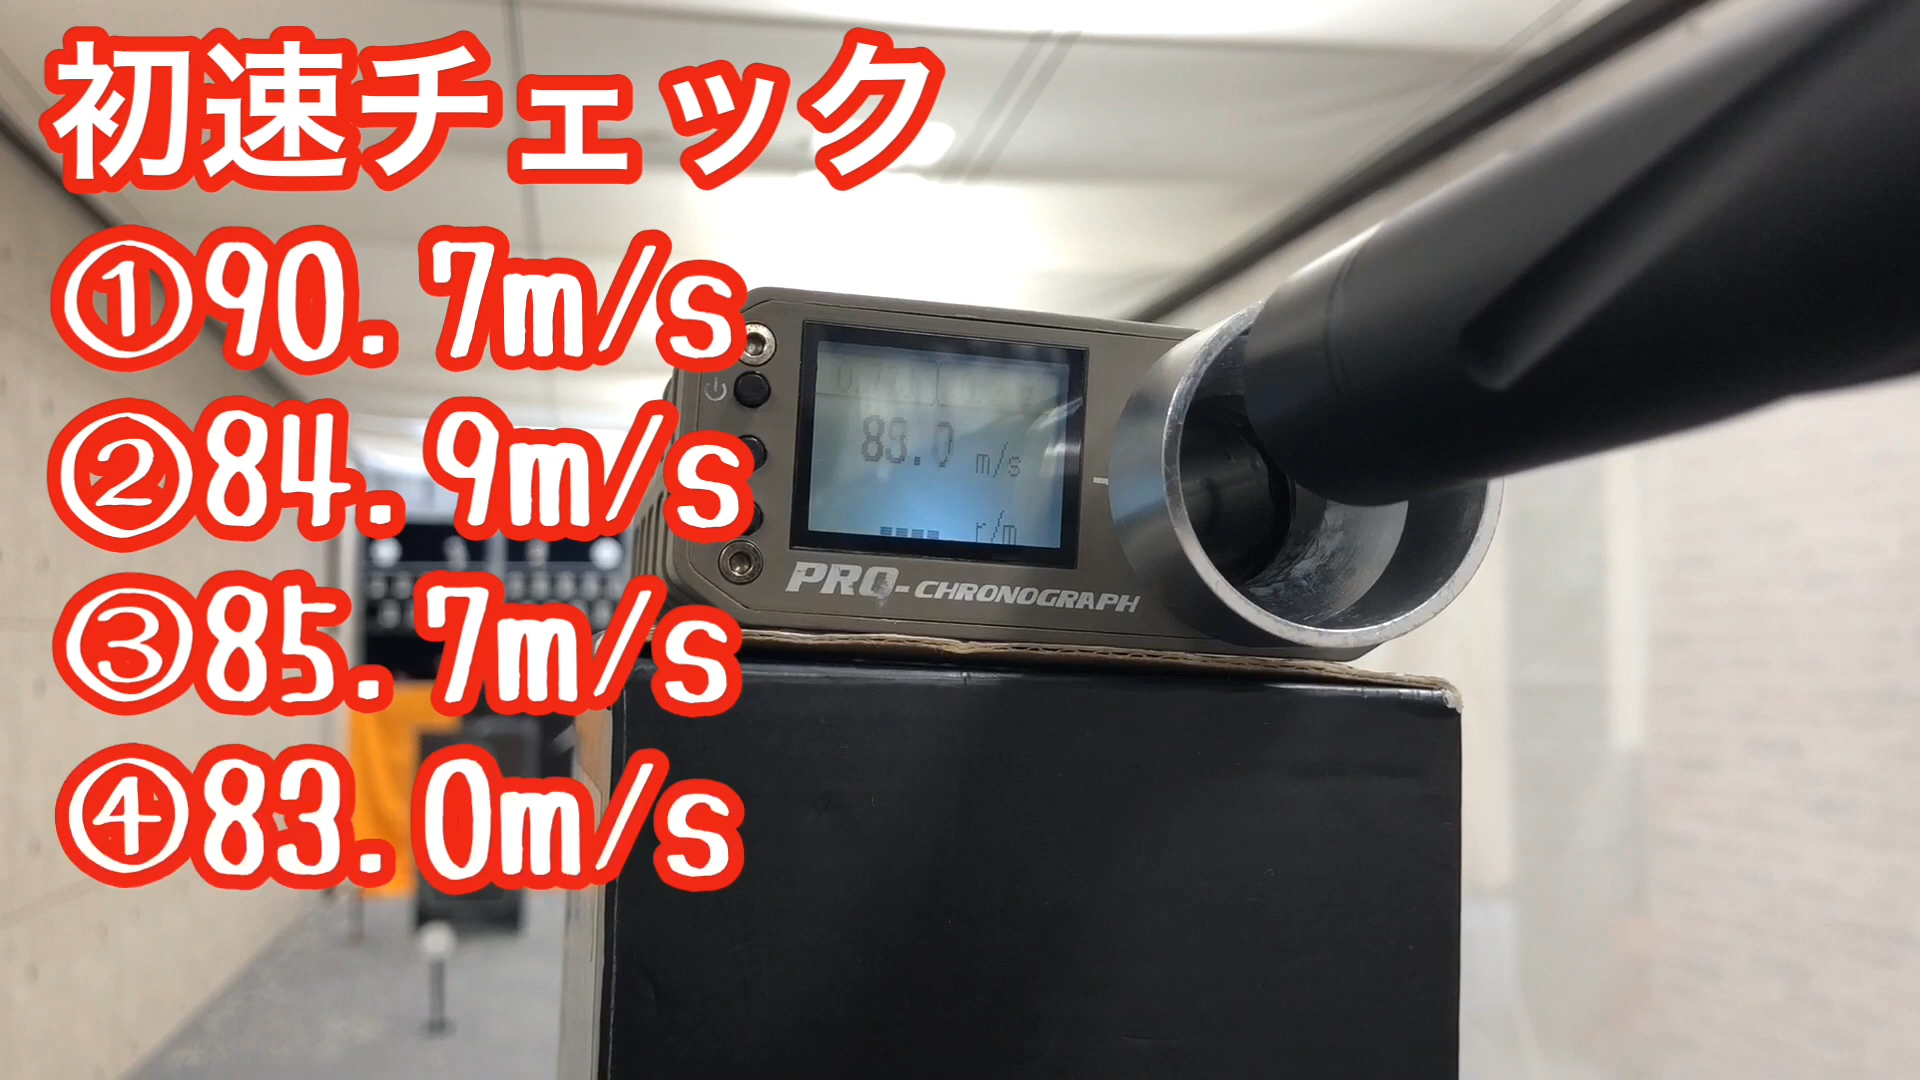 初速チェック
①90.7m/s
②84.9m/s
③85.7m/s
④83.0m/s
83.0 m/s
r/m
PRO-CHRONOGRAPH